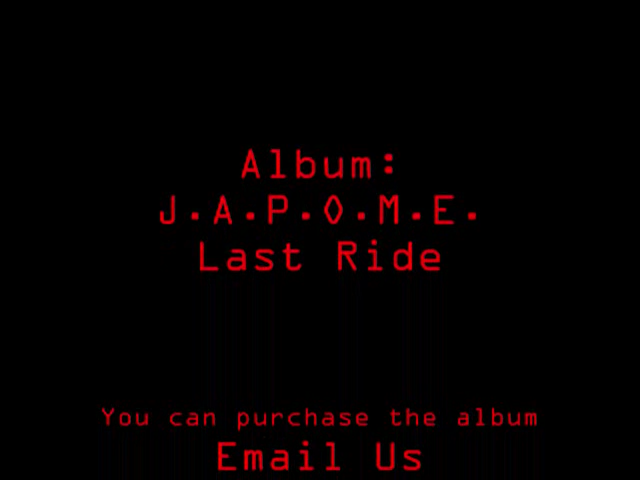 Album:
J.A.P.O.M.E.
Last Ride
You can purchase the album
Email Us